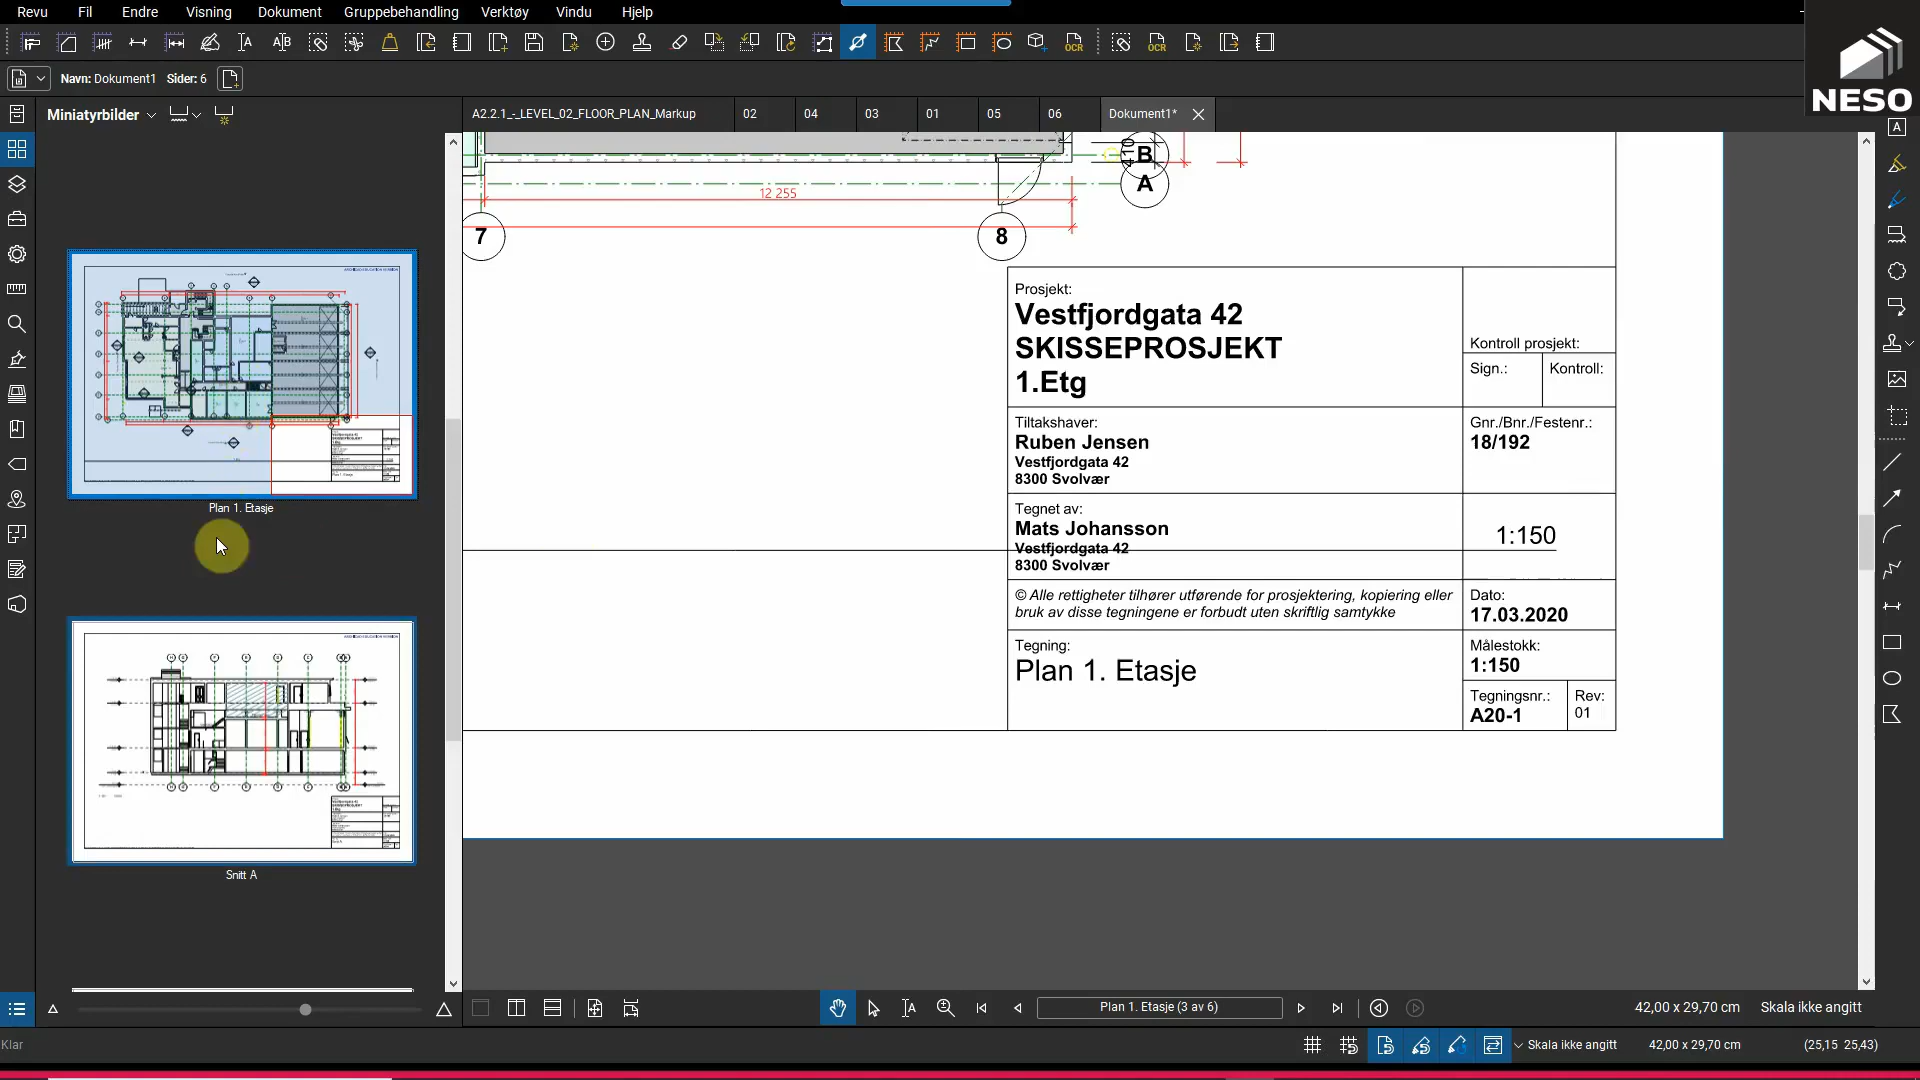 Revu Fil Endre Visning Dokument Gruppebehandling Verktøy Vindu Hjelp
NESO
Navn: Dokument1 Sider: 6
Miniatyrbilder
A2.2.1_-_LEVEL_02_FLOOR_PLAN_Markup 02 04 03 01 05 06 Dokument1*
B
A
12 255
7
8
Prosjekt:
Vestfjordgata 42
SKISSEPROSJEKT
1.Etg
Kontroll prosjekt:
Sign.: Kontroll:
Tiltakshaver:
Ruben Jensen
Vestfjordgata 42
8300 Svolvær
Gnr./Bnr./Festenr.:
18/192
Tegnet av:
Mats Johansson
Vestfjordgata 42
8300 Svolvær
1:150
© Alle rettigheter tilhører utførende for prosjektering, kopiering eller
bruk av disse tegningene er forbudt uten skriftlig samtykke
Dato:
17.03.2020
Tegning:
Plan 1. Etasje
Målestokk:
1:150
Tegningsnr.:
A20-1
Rev:
01
Plan 1. Etasje
Snitt A
Plan 1. Etasje (3 av 6)
42,00 x 29,70 cm Skala ikke angitt
Klar
Skala ikke angitt 42,00 x 29,70 cm (25,15 25,43)